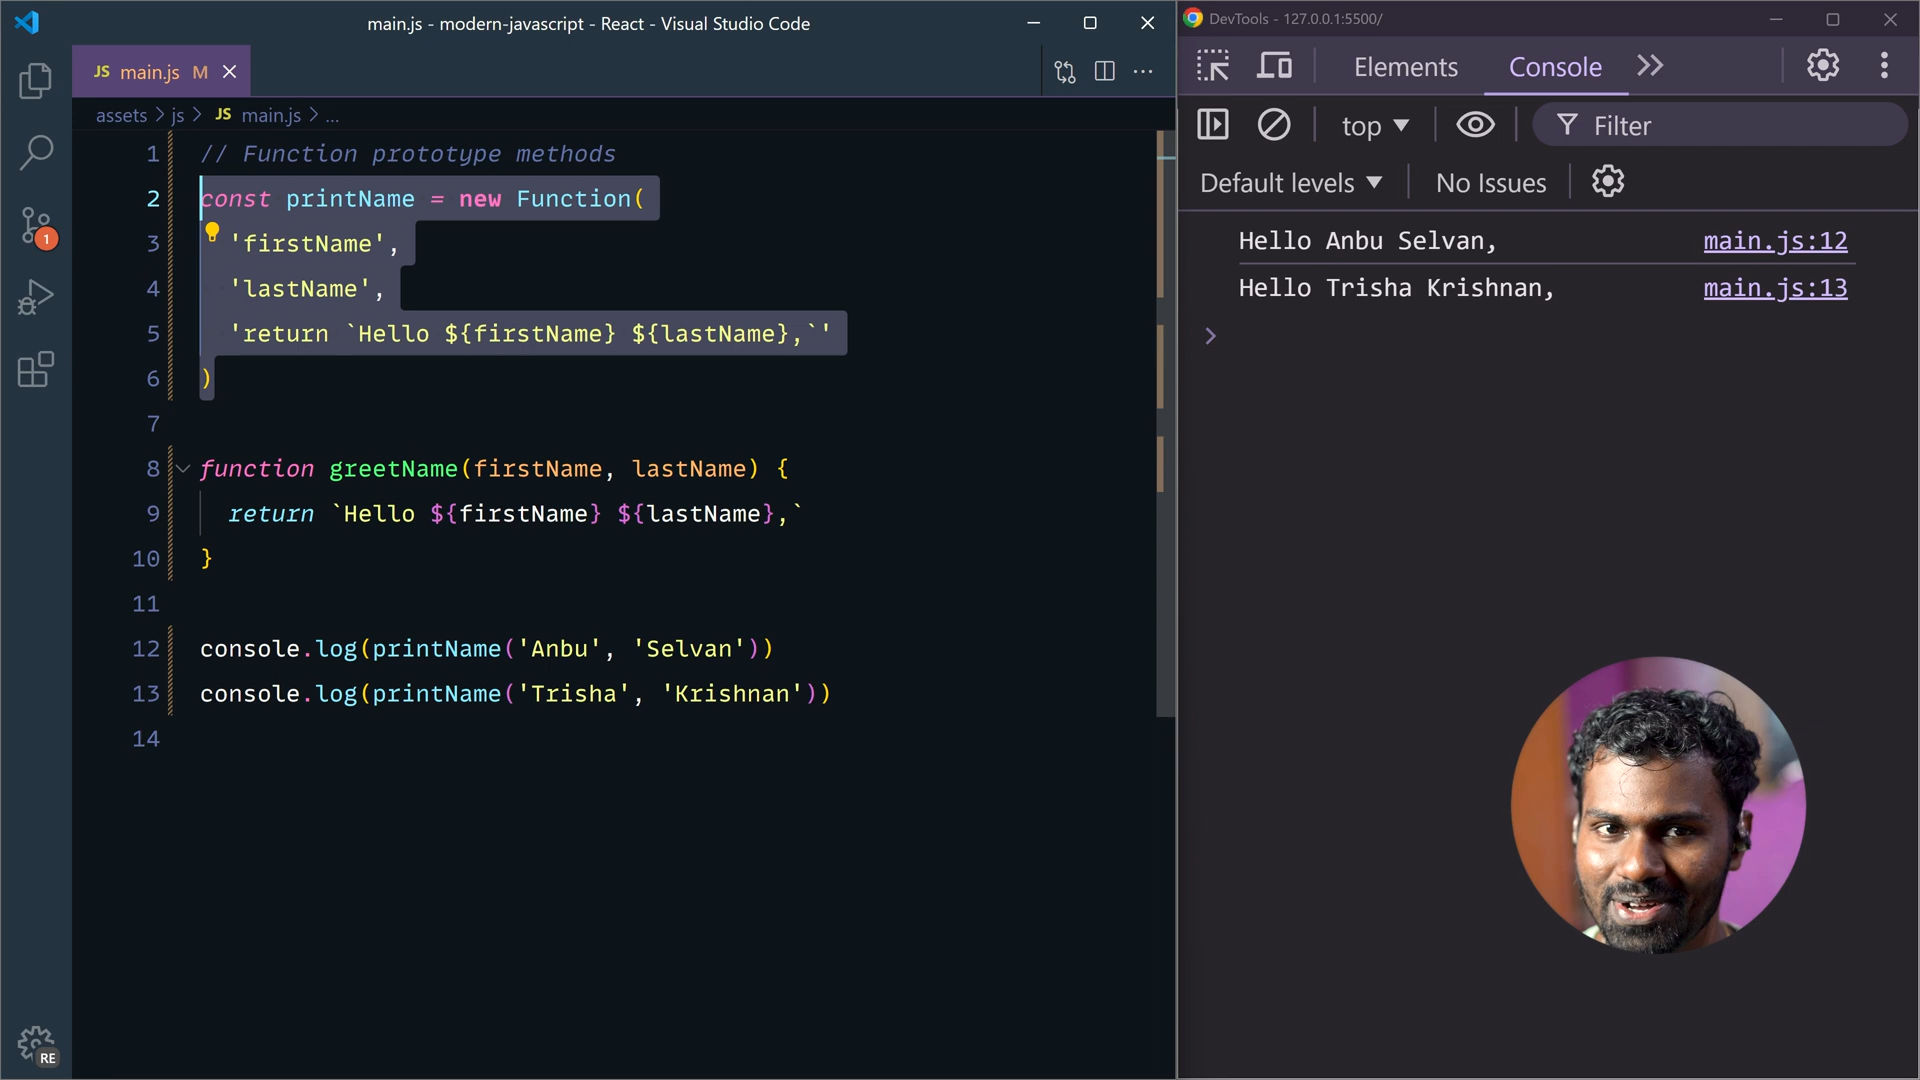 main.js - modern-javascript - React - Visual Studio Code
JS main.js M
assets > js > JS main.js > ...
1 // Function prototype methods
2 const printName = new Function(
3 'firstName',
4 'lastName',
5 'return `Hello ${firstName} ${lastName},`'
6 )
7
8 function greetName(firstName, lastName) {
9 return `Hello ${firstName} ${lastName},`
10 }
11
12 console.log(printName('Anbu', 'Selvan'))
13 console.log(printName('Trisha', 'Krishnan'))
14
1
RE
DevTools - 127.0.0.1:5500/
Elements Console
top Filter
Default levels No Issues
Hello Anbu Selvan, main.js:12
Hello Trisha Krishnan, main.js:13